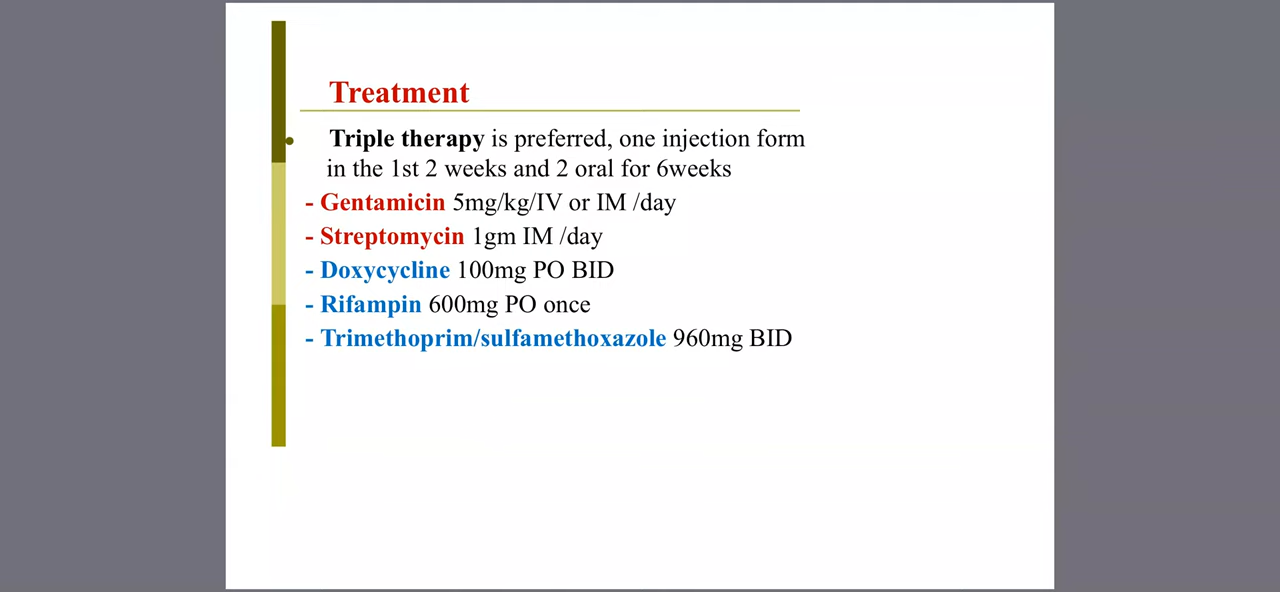 Treatment
Triple therapy is preferred, one injection form
in the 1st 2 weeks and 2 oral for 6weeks
- Gentamicin 5mg/kg/IV or IM /day
- Streptomycin 1gm IM /day
- Doxycycline 100mg PO BID
- Rifampin 600mg PO once
- Trimethoprim/sulfamethoxazole 960mg BID